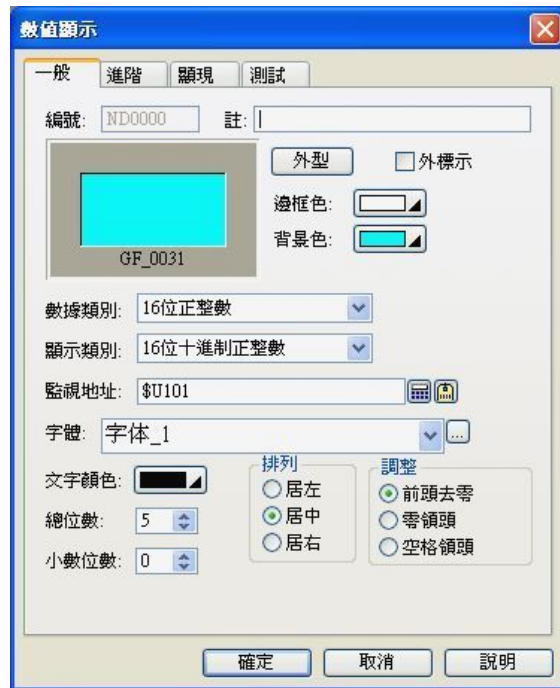 數值顯示
一般 進階 顯現 測試
編號: ND0000 註:
外型 外標示
邊框色:
背景色:
GF_0031
數據類別: 16位正整數
顯示類別: 16位十進制正整數
監視地址: $U101
字體: 字体_1 ...
文字顏色:
總位數: 5
小數位數: 0
排列
居左
居中
居右
調整
前頭去零
零領頭
空格領頭
確定 取消 說明